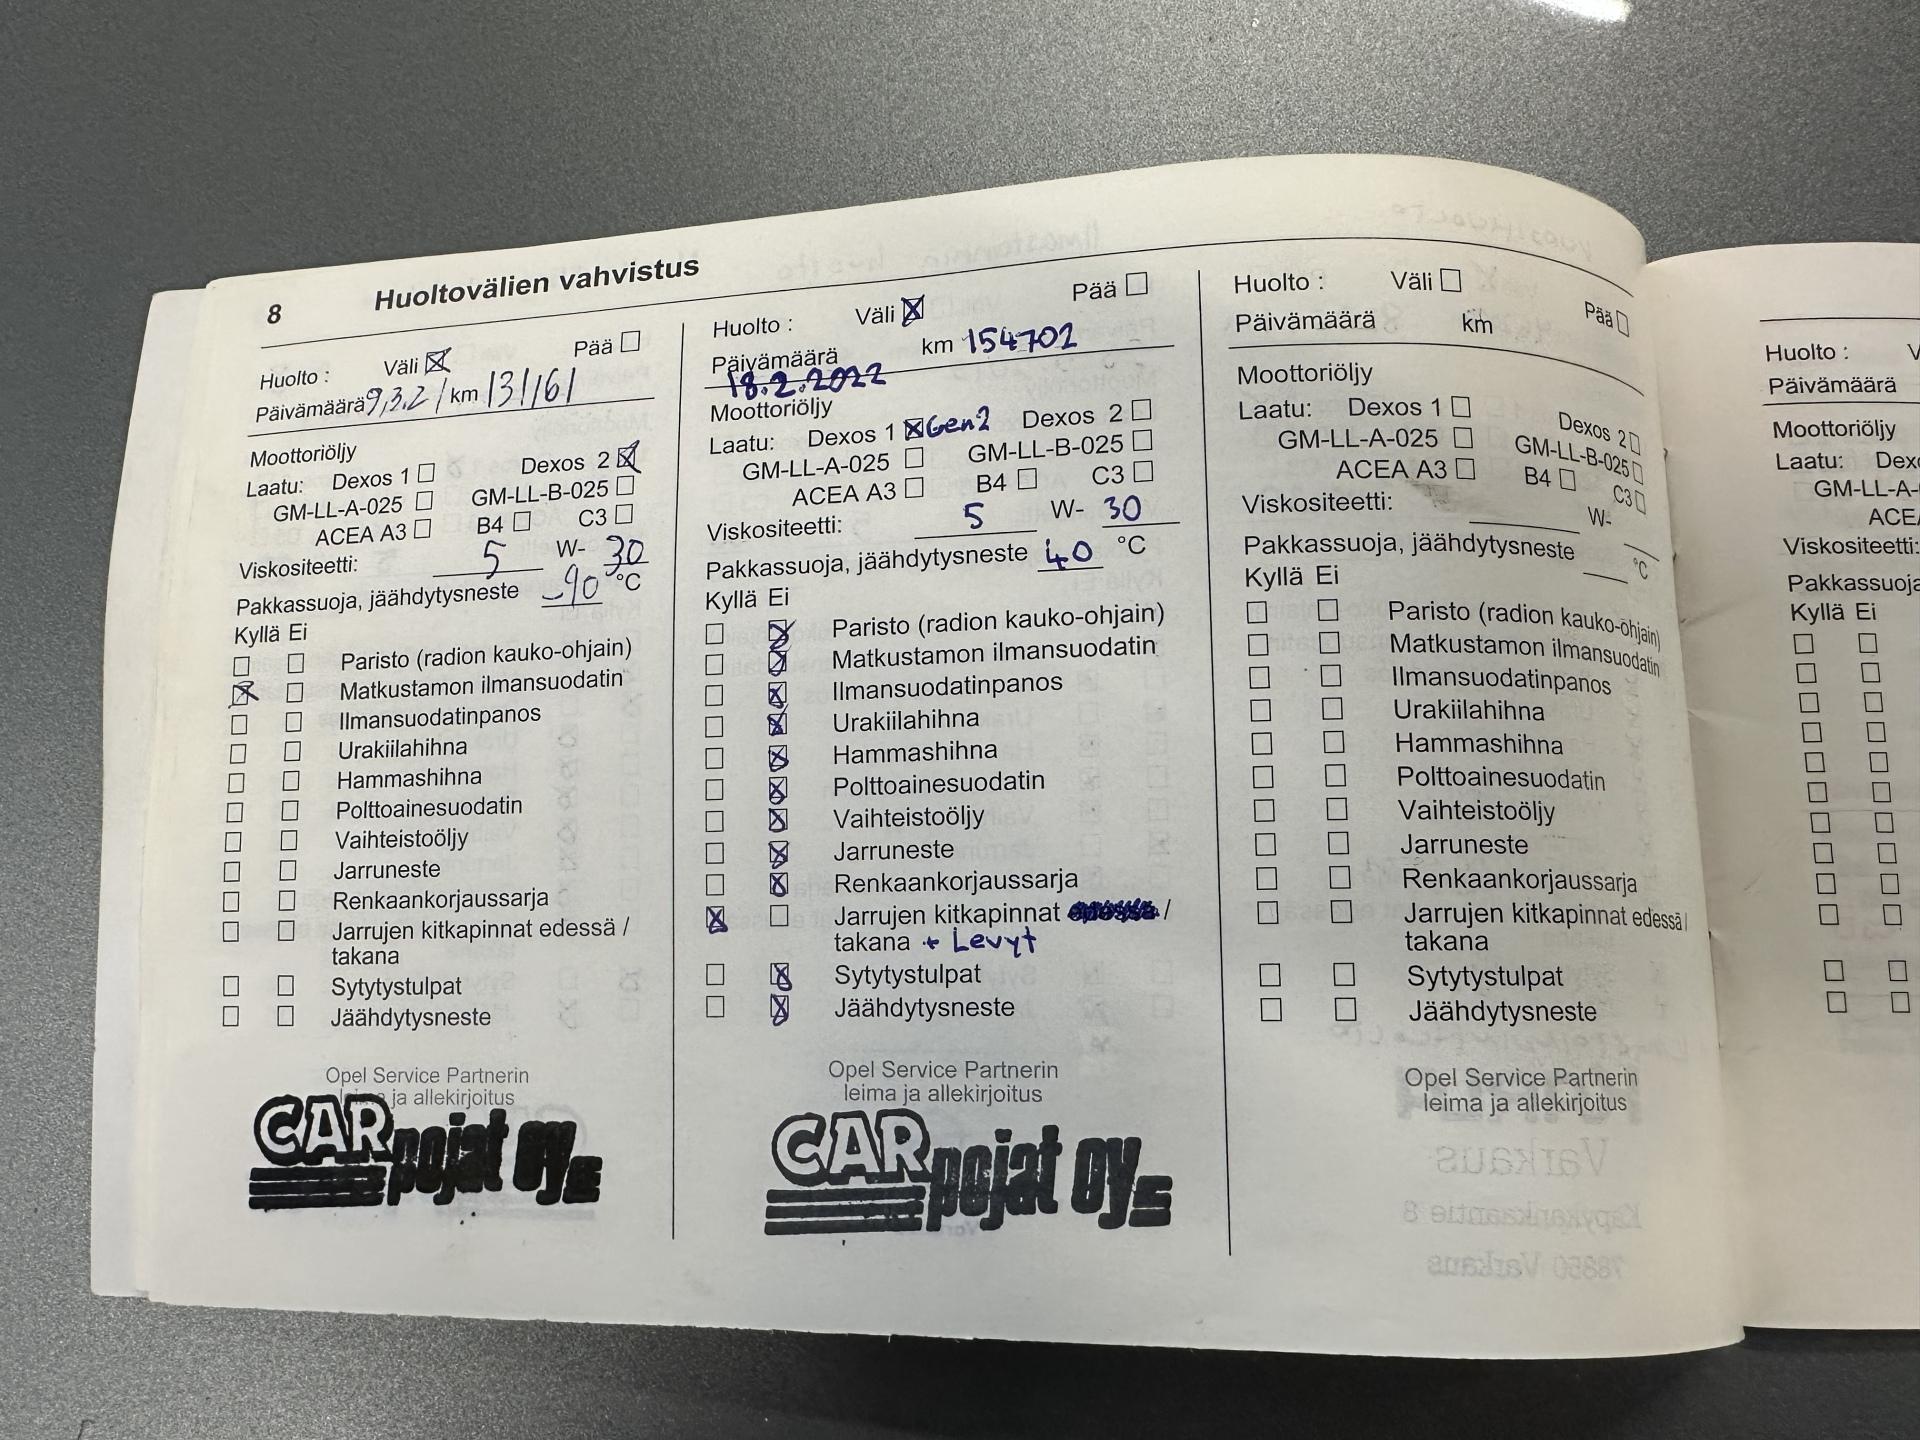 8 Huoltovälien vahvistus
Huolto : Väli Pää
Päivämäärä 9,3.21 km 131161
Moottoriöljy
Laatu: Dexos 1 Dexos 2
GM-LL-A-025 GM-LL-B-025
ACEA A3 B4 C3
Viskositeetti: 5 W- 30
Pakkassuoja, jäähdytysneste -40 °C
Kyllä Ei
Paristo (radion kauko-ohjain)
Matkustamon ilmansuodatin
Ilmansuodatinpanos
Urakiilahihna
Hammashihna
Polttoainesuodatin
Vaihteistoöljy
Jarruneste
Renkaankorjaussarja
Jarrujen kitkapinnat edessä /
takana
Sytytystulpat
Jäähdytysneste
Opel Service Partnerin
leima ja allekirjoitus
CAR pojat oy
Huolto : Väli Pää
Päivämäärä km 154702
18.2.2022
Moottoriöljy
Laatu: Dexos 1 Gen2 Dexos 2
GM-LL-A-025 GM-LL-B-025
ACEA A3 B4 C3
Viskositeetti: 5 W- 30
Pakkassuoja, jäähdytysneste 40 °C
Kyllä Ei
Paristo (radion kauko-ohjain)
Matkustamon ilmansuodatin
Ilmansuodatinpanos
Urakiilahihna
Hammashihna
Polttoainesuodatin
Vaihteistoöljy
Jarruneste
Renkaankorjaussarja
Jarrujen kitkapinnat /
takana + Levyt
Sytytystulpat
Jäähdytysneste
Opel Service Partnerin
leima ja allekirjoitus
CAR pojat oy
Huolto : Väli Pää
Päivämäärä km
Moottoriöljy
Laatu: Dexos 1 Dexos 2
GM-LL-A-025 GM-LL-B-025
ACEA A3 B4 C3
Viskositeetti: W-
Pakkassuoja, jäähdytysneste °C
Kyllä Ei
Paristo (radion kauko-ohjain)
Matkustamon ilmansuodatin
Ilmansuodatinpanos
Urakiilahihna
Hammashihna
Polttoainesuodatin
Vaihteistoöljy
Jarruneste
Renkaankorjaussarja
Jarrujen kitkapinnat edessä /
takana
Sytytystulpat
Jäähdytysneste
Opel Service Partnerin
leima ja allekirjoitus
Huolto :
Päivämäärä
Moottoriöljy
Laatu:
Viskositeetti:
Pakkassuoja
Kyllä Ei